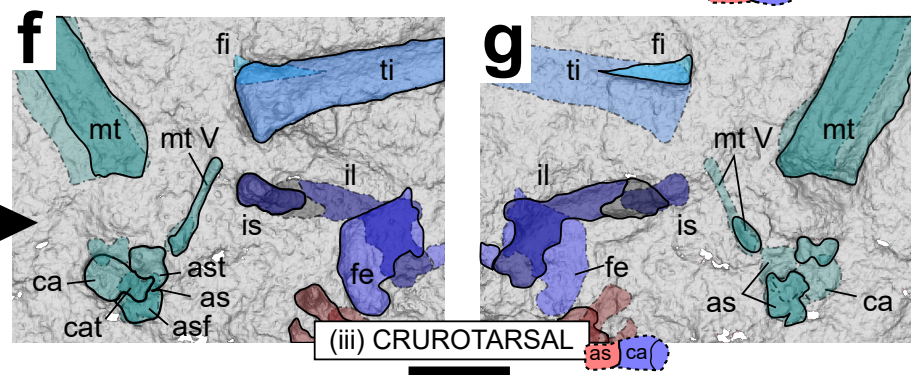 f
fi
ti
mt
mt V
il
is
fe
ca
ast
as
cat
asf
g
fi
ti
mt V
mt
il
is
fe
as
ca
(iii) CRUROTARSAL
as ca